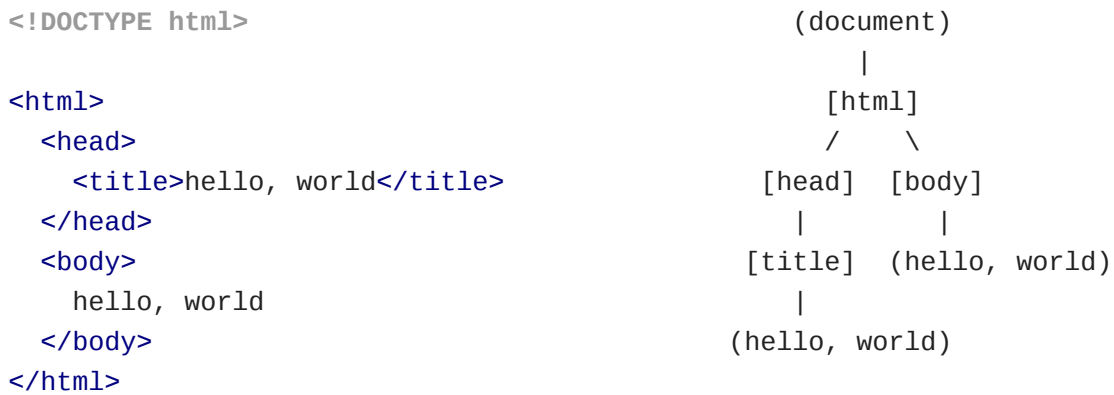 <!DOCTYPE html>
<html>
<head>
<title>hello, world</title>
</head>
<body>
hello, world
</body>
</html>
(document)
|
[html]
/ \
[head] [body]
| |
[title] (hello, world)
|
(hello, world)